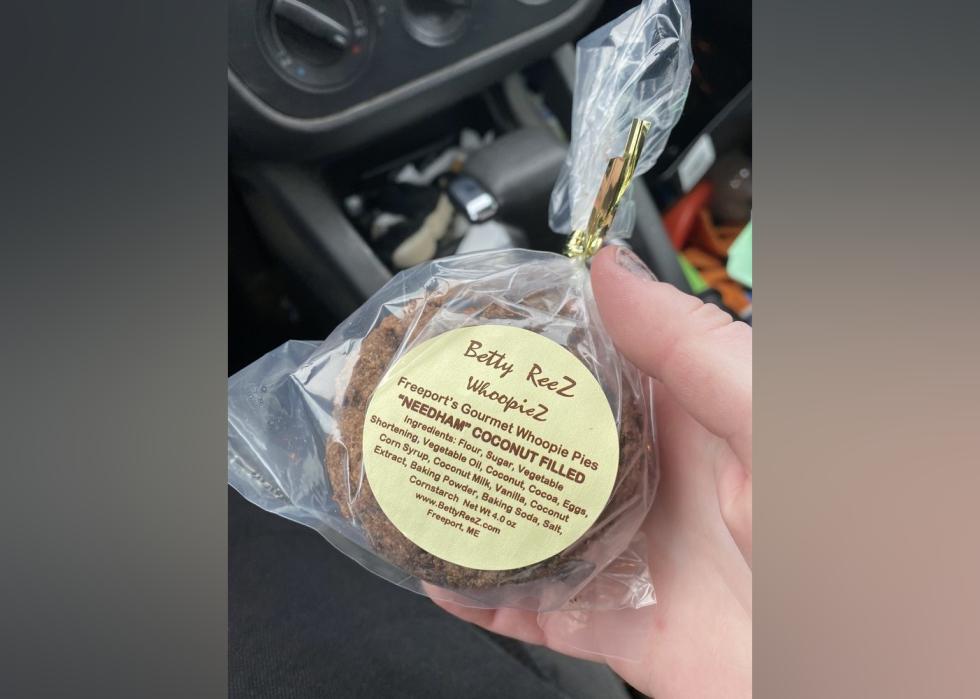 Betty ReeZ
WhoopieZ
Freeport's Gourmet Whoopie Pies
"NEEDHAM" COCONUT FILLED
Ingredients: Flour, Sugar, Vegetable
Shortening, Vegetable Oil, Coconut, Cocoa, Eggs,
Corn Syrup, Coconut Milk, Vanilla, Coconut
Extract, Baking Powder, Baking Soda, Salt,
Cornstarch Net Wt 4.0 oz
www.BettyReeZ.com
Freeport, ME